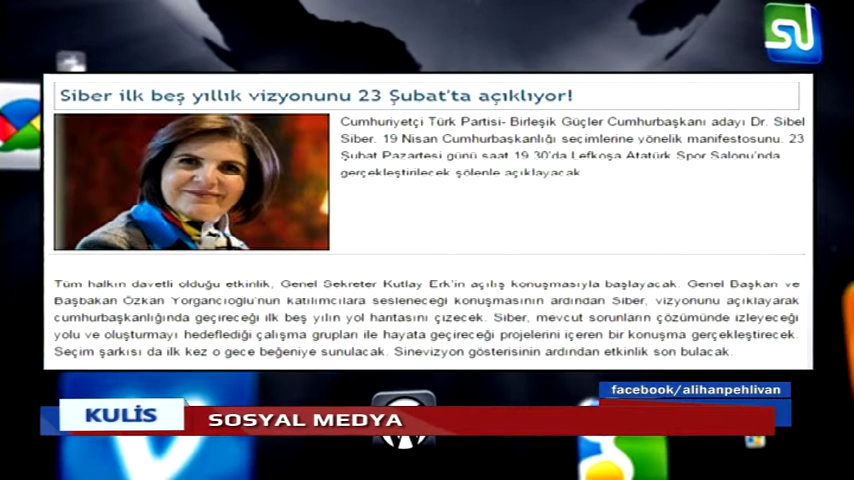 Siber ilk beş yıllık vizyonunu 23 Şubat'ta açıklıyor!
Cumhuriyetçi Türk Partisi- Birleşik Güçler Cumhurbaşkanı adayı Dr. Sibel
Siber. 19 Nisan Cumhurbaşkanlığı seçimlerine yönelik manifestosunu. 23
Şubat Pazartesi günü saat 19.30'da Lefkoşa Atatürk Spor Salonu'nda
gerçekleştirilecek şölenle açıklayacak
Tüm halkın davetli olduğu etkinlik, Genel Sekreter Kutlay Erk'in açılış konuşmasıyla başlayacak. Genel Başkan ve
Başbakan Özkan Yorgancıoğlu'nun katılımcılara sesleneceği konuşmasının ardından Siber, vizyonunu açıklayarak
cumhurbaşkanlığında geçireceği ilk beş yılın yol haritasını çizecek. Siber, mevcut sorunların çözümünde izleyeceği
yolu ve oluşturmayı hedeflediği çalışma grupları ile hayata geçireceği projelerini içeren bir konuşma gerçekleştirecek.
Seçim şarkısı da ilk kez o gece beğeniye sunulacak. Sinevizyon gösterisinin ardından etkinlik son bulacak.
facebook/alihanpehlivan
KULİS
SOSYAL MEDYA